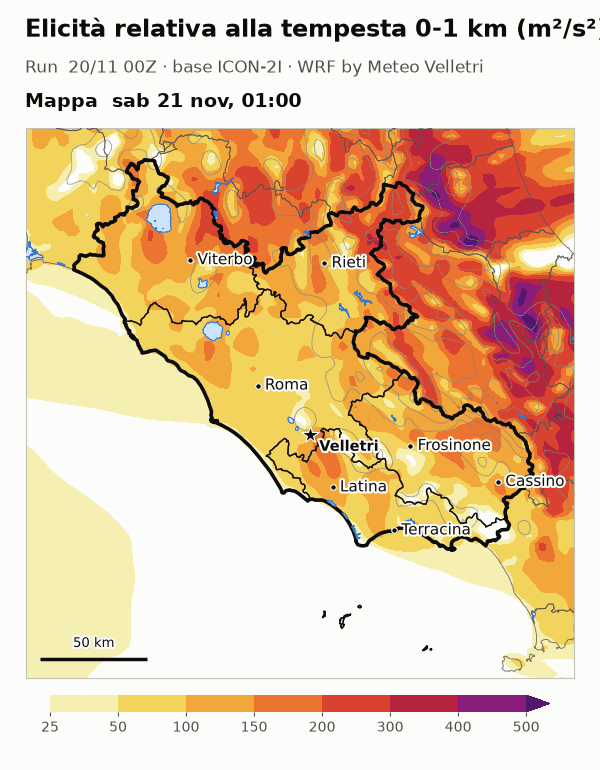 Elicità relativa alla tempesta 0-1 km (m²/s²)
Run 20/11 00Z · base ICON-2I · WRF by Meteo Velletri
Mappa sab 21 nov, 01:00
Viterbo
Rieti
Roma
Velletri
Frosinone
Latina
Cassino
Terracina
50 km
25 50 100 150 200 300 400 500